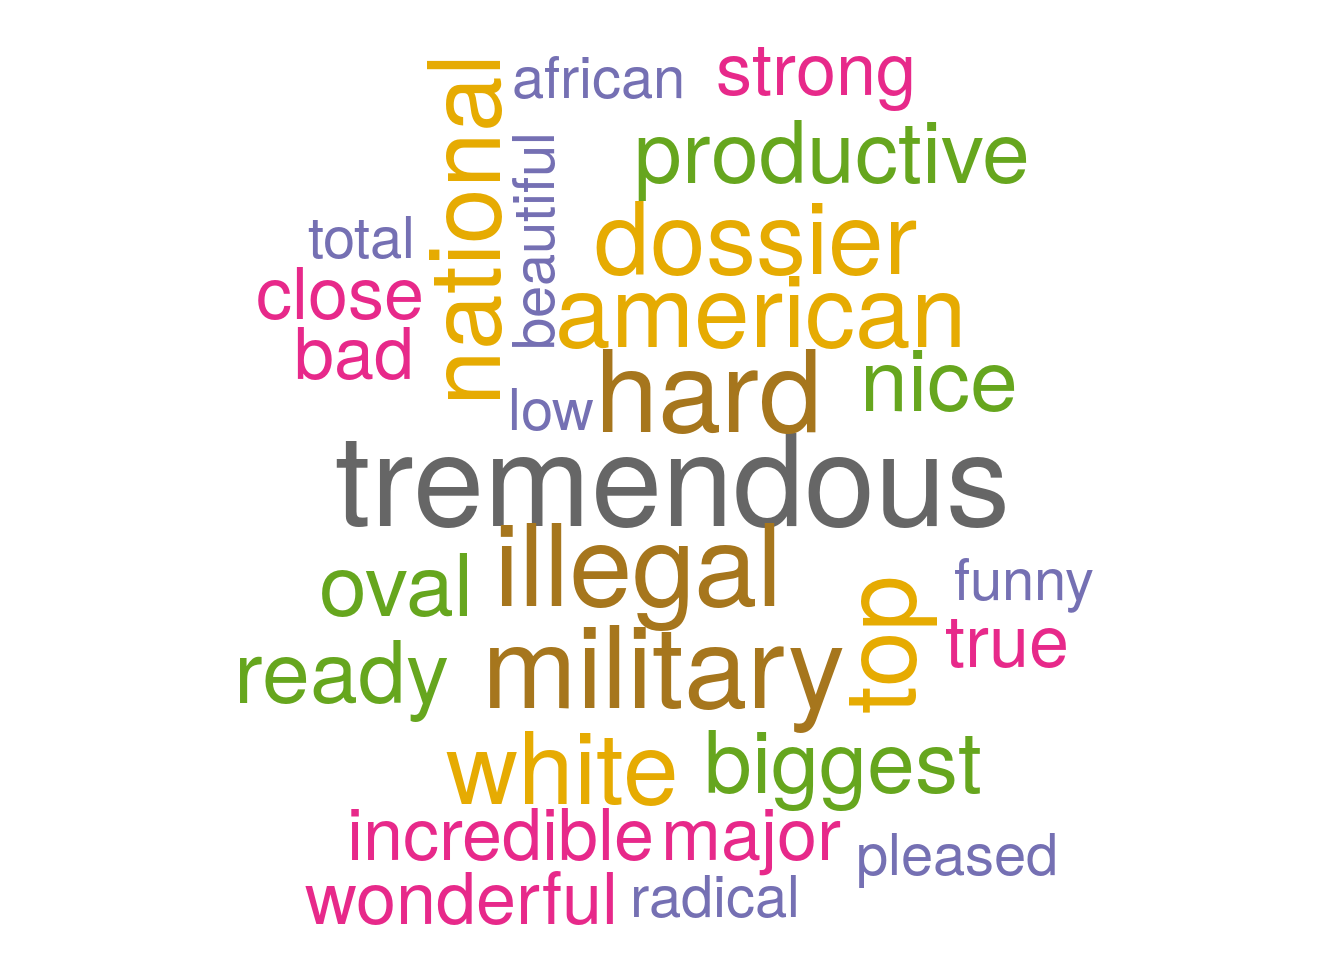 african
strong
national
beautiful
productive
total
dossier
close
american
bad
nice
low
hard
tremendous
illegal
oval
funny
top
true
ready
military
white
biggest
incredible
major
pleased
wonderful
radical